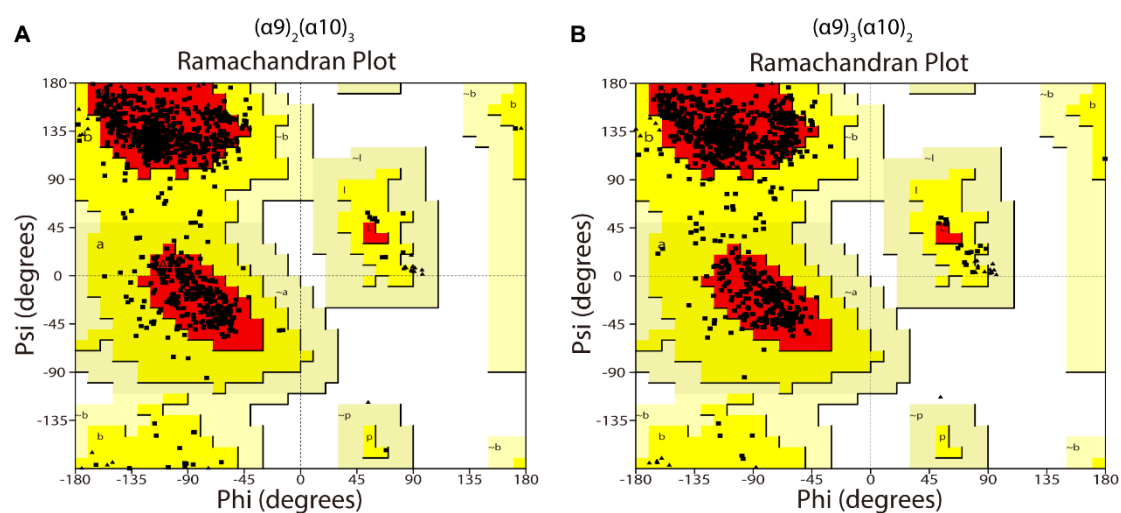 A
(α9)₂(α10)₃
Ramachandran Plot
180
135
90
45
0
-45
-90
-135
Psi (degrees)
b
~b
~b
b
~l
l
a
~a
~b
b
~p
p
~b
-180
-135
-90
-45
0
45
90
135
180
Phi (degrees)
B
(α9)₃(α10)₂
Ramachandran Plot
180
135
90
45
0
-45
-90
-135
Psi (degrees)
b
~b
~b
b
~l
l
a
~a
~b
b
~p
p
~b
-180
-135
-90
-45
0
45
90
135
180
Phi (degrees)